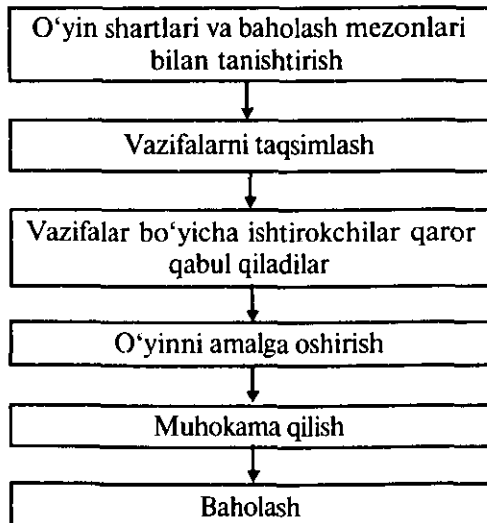 O‘yin shartlari va baholash mezonlari
bilan tanishtirish
Vazifalarni taqsimlash
Vazifalar bo‘yicha ishtirokchilar qaror
qabul qiladilar
O‘yinni amalga oshirish
Muhokama qilish
Baholash